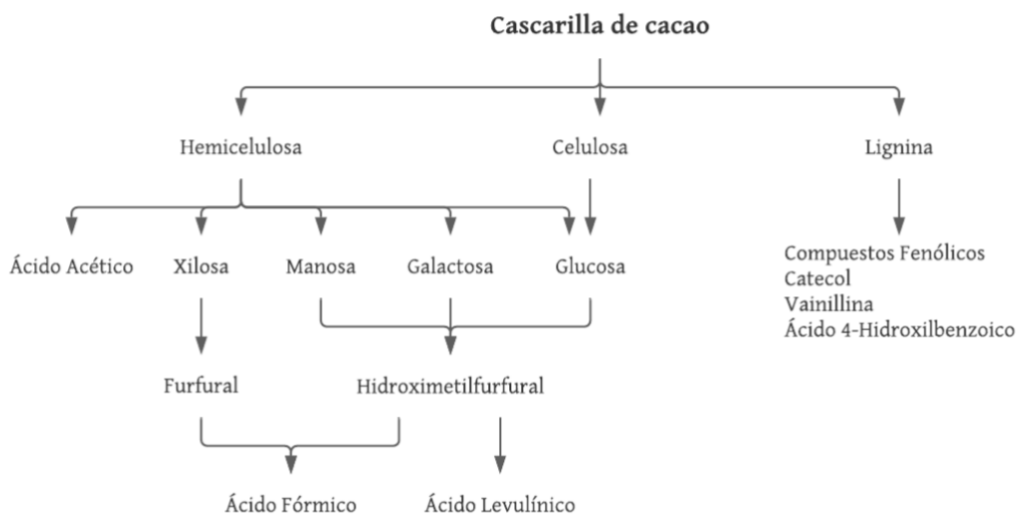 Cascarilla de cacao
Hemicelulosa
Celulosa
Lignina
Ácido Acético
Xilosa
Manosa
Galactosa
Glucosa
Compuestos Fenólicos
Catecol
Vainillina
Ácido 4-Hidroxilbenzoico
Furfural
Hidroximetilfurfural
Ácido Fórmico
Ácido Levulínico